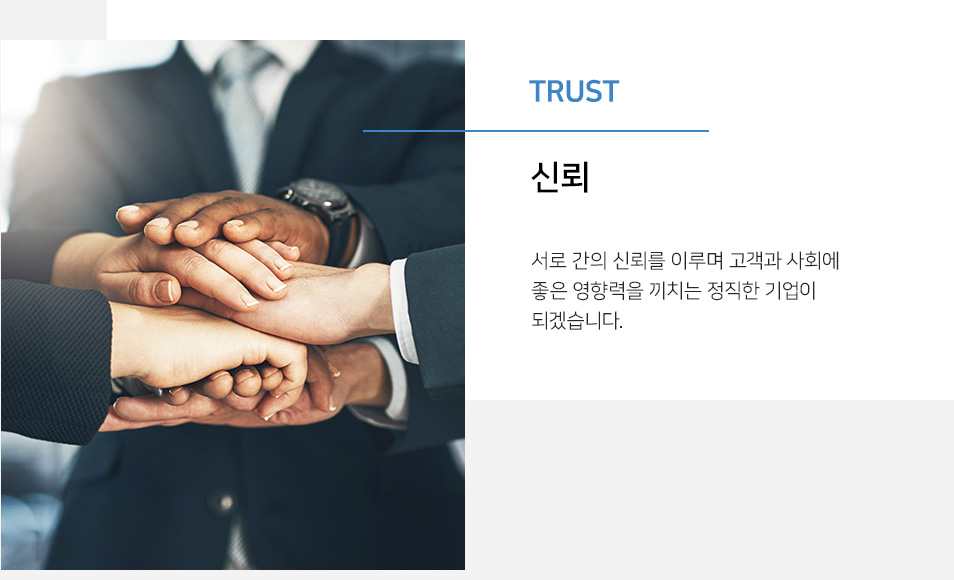 TRUST
신뢰
서로 간의 신뢰를 이루며 고객과 사회에
좋은 영향력을 끼치는 정직한 기업이
되겠습니다.